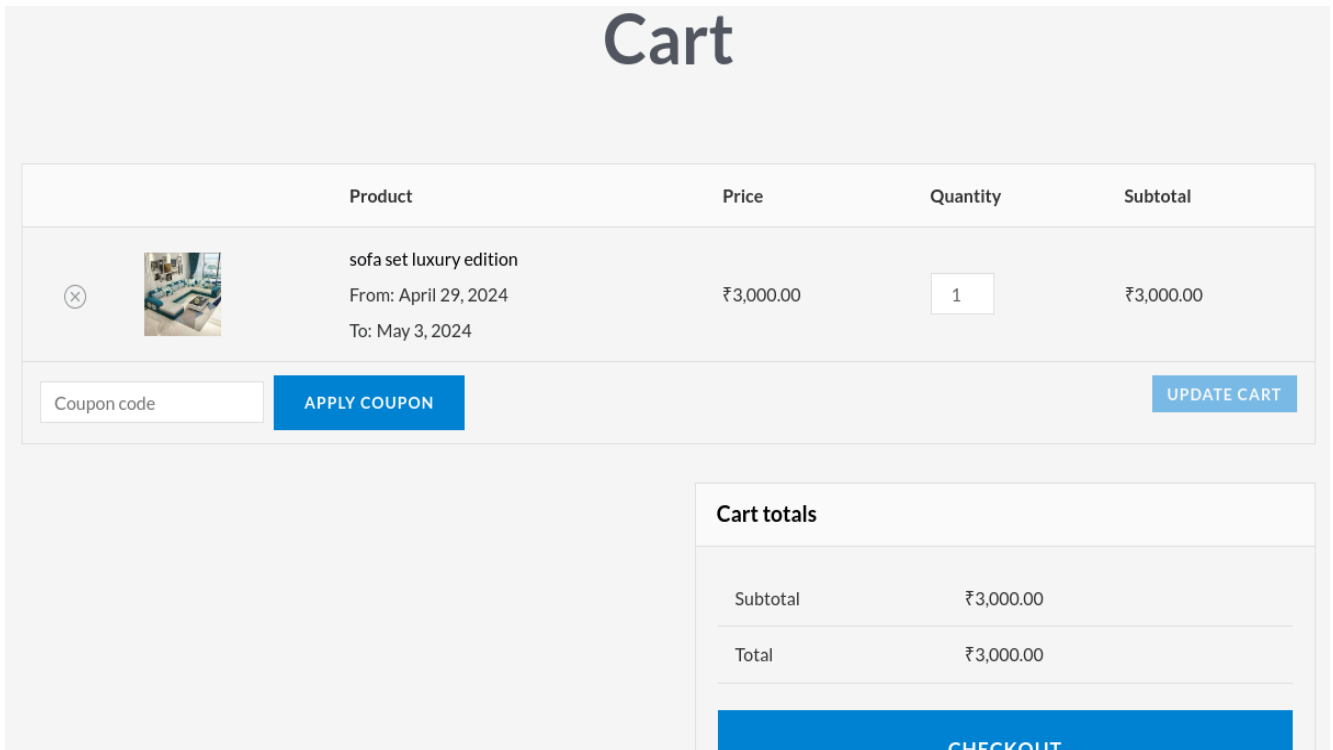 Cart
Product Price Quantity Subtotal
sofa set luxury edition
From: April 29, 2024
₹3,000.00 1 ₹3,000.00
To: May 3, 2024
Coupon code APPLY COUPON UPDATE CART
Cart totals
Subtotal ₹3,000.00
Total ₹3,000.00
CHECKOUT